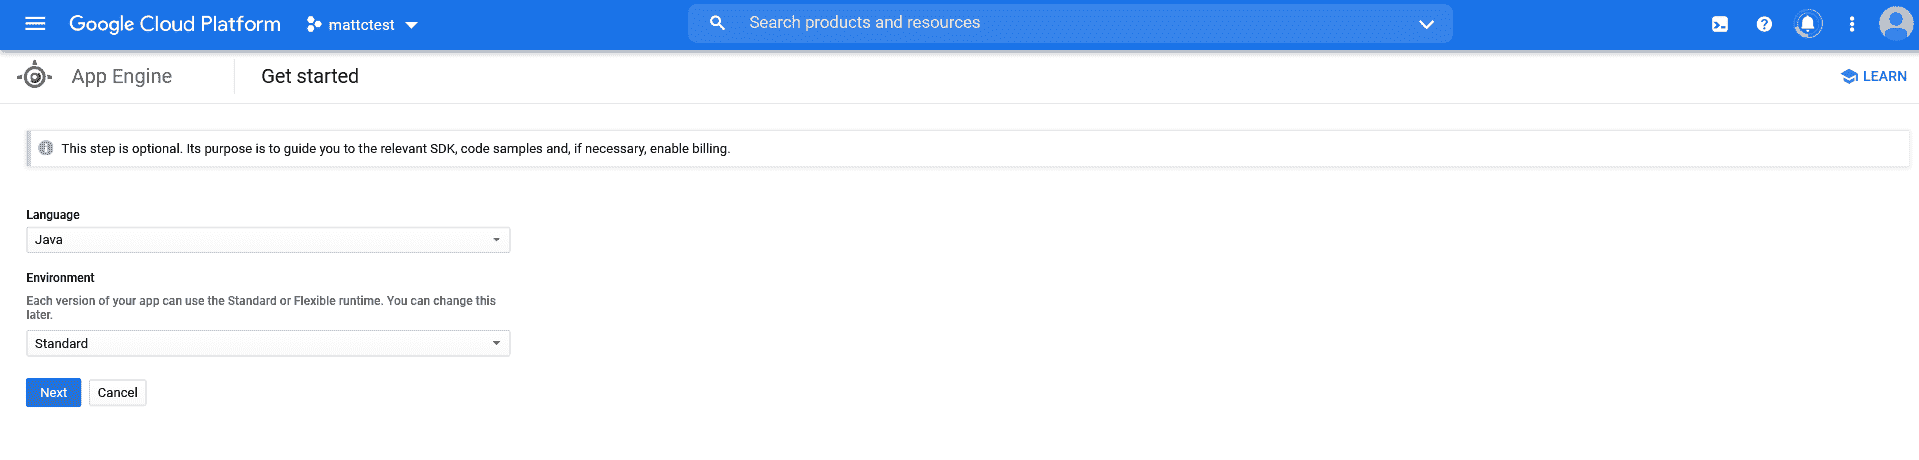 Google Cloud Platform
mattctest
Search products and resources
App Engine
Get started
LEARN
This step is optional. Its purpose is to guide you to the relevant SDK, code samples and, if necessary, enable billing.
Language
Java
Environment
Each version of your app can use the Standard or Flexible runtime. You can change this
later.
Standard
Next
Cancel